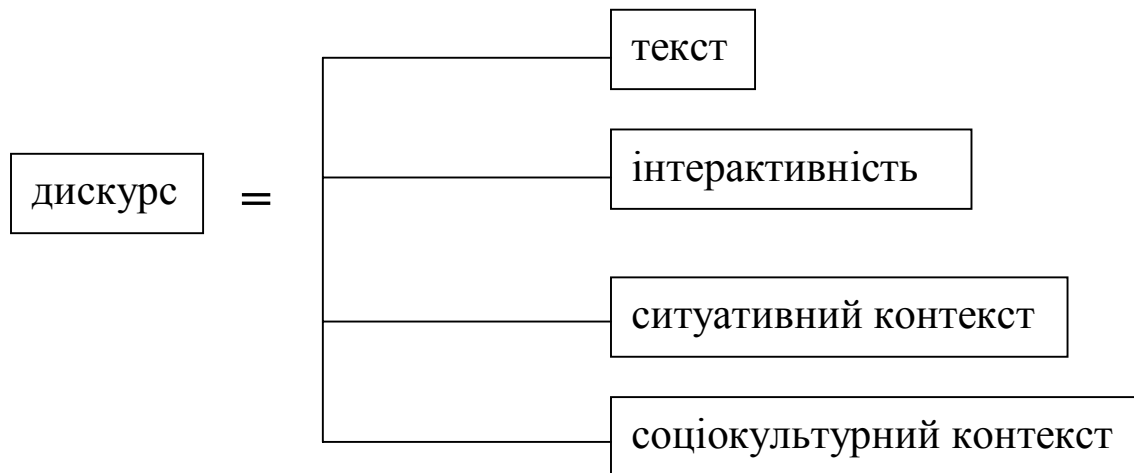 текст
інтерактивність
дискурс =
ситуативний контекст
соціокультурний контекст